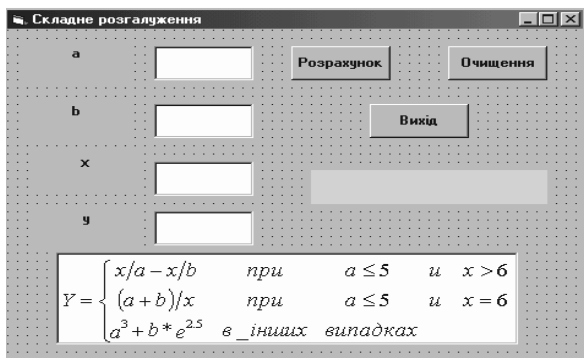 Складне розгалуження
a
Розрахунок
Очищення
b
Вихід
x
y
x/a − x/b при a ≤ 5 и x > 6
Y = { (a + b)/x при a ≤ 5 и x = 6
a³ + b * e^2.5 в _інших випадках